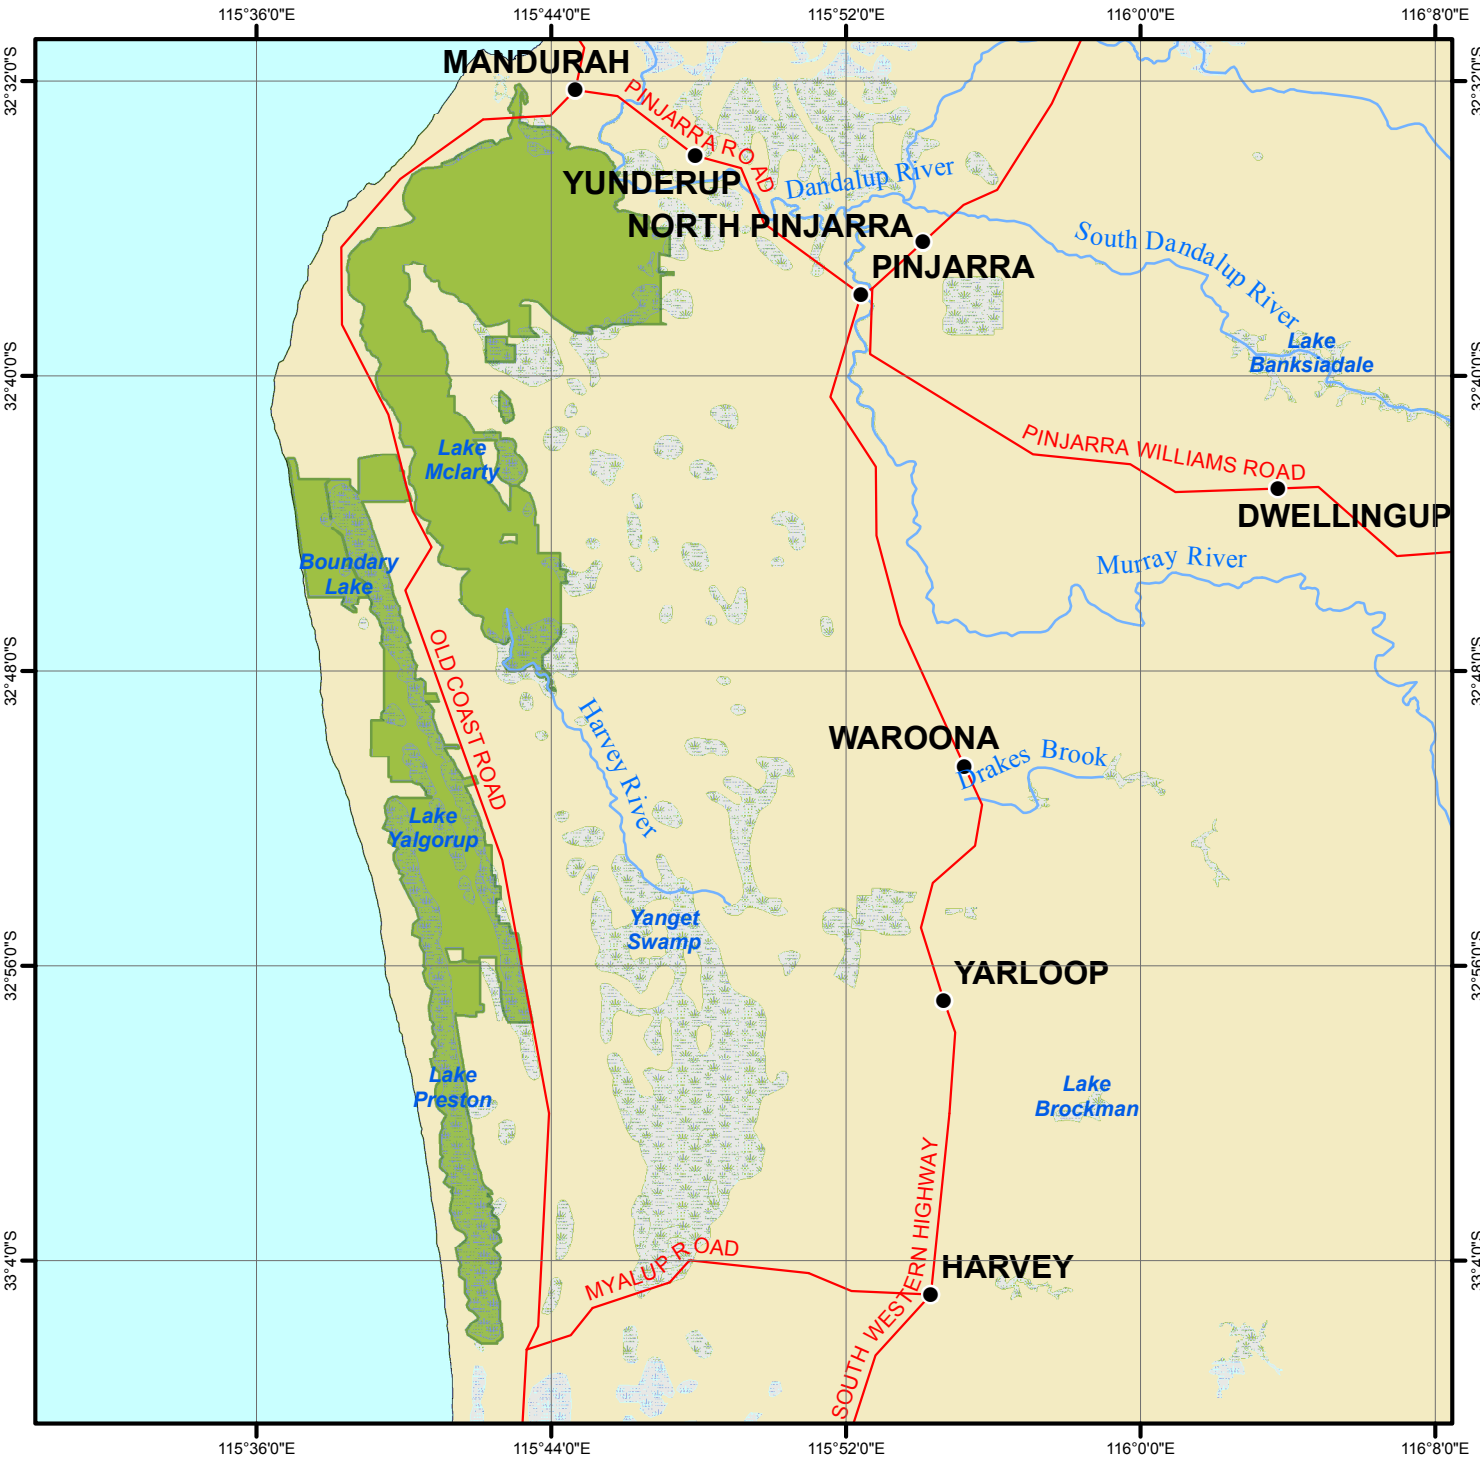 115°36'0"E
115°44'0"E
115°52'0"E
116°0'0"E
116°8'0"E
32°32'0"S
32°32'0"S
MANDURAH
PINJARRA ROAD
YUNDERUP
Dandalup River
NORTH PINJARRA
PINJARRA
South Dandalup River
Lake
Banksiadale
32°40'0"S
32°40'0"S
Lake
Mclarty
PINJARRA WILLIAMS ROAD
DWELLINGUP
Boundary
Lake
Murray River
OLD COAST ROAD
32°48'0"S
32°48'0"S
Harvey River
WAROONA
Drakes Brook
Lake
Yalgorup
Yanget
Swamp
32°56'0"S
32°56'0"S
YARLOOP
Lake
Preston
Lake
Brockman
SOUTH WESTERN HIGHWAY
MYALUP ROAD
HARVEY
33°4'0"S
33°4'0"S
115°36'0"E
115°44'0"E
115°52'0"E
116°0'0"E
116°8'0"E